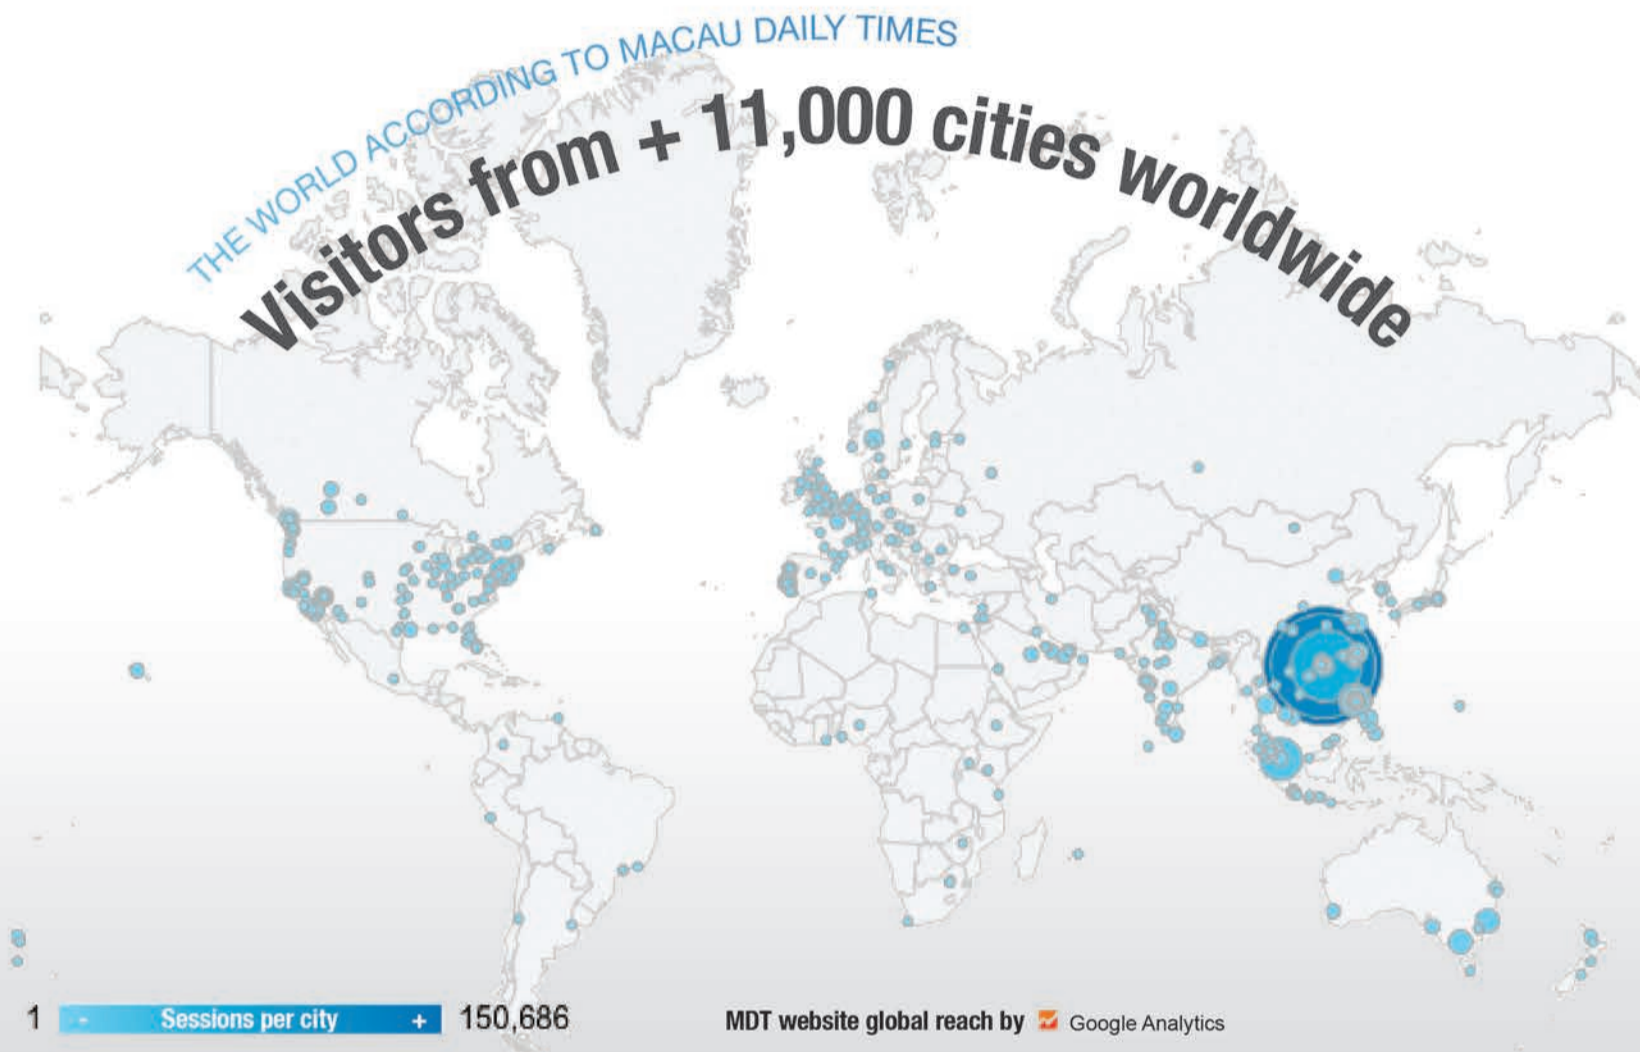 THE WORLD ACCORDING TO MACAU DAILY TIMES
Visitors from + 11,000 cities worldwide
1 - Sessions per city + 150,686
MDT website global reach by Google Analytics